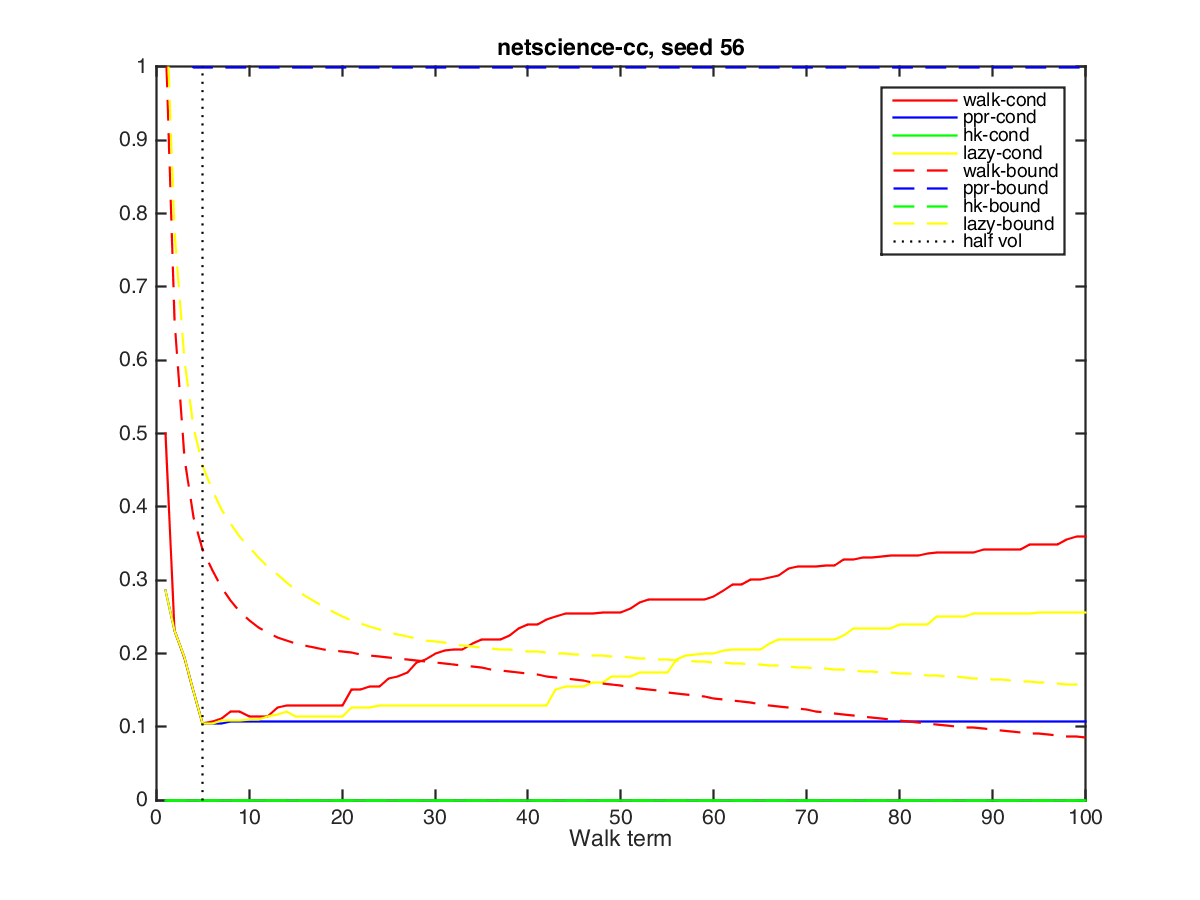 netscience-cc, seed 56
1
0.9
0.8
0.7
0.6
0.5
0.4
0.3
0.2
0.1
0
walk-cond
ppr-cond
hk-cond
lazy-cond
walk-bound
ppr-bound
hk-bound
lazy-bound
half vol
0 10 20 30 40 50 60 70 80 90 100
Walk term